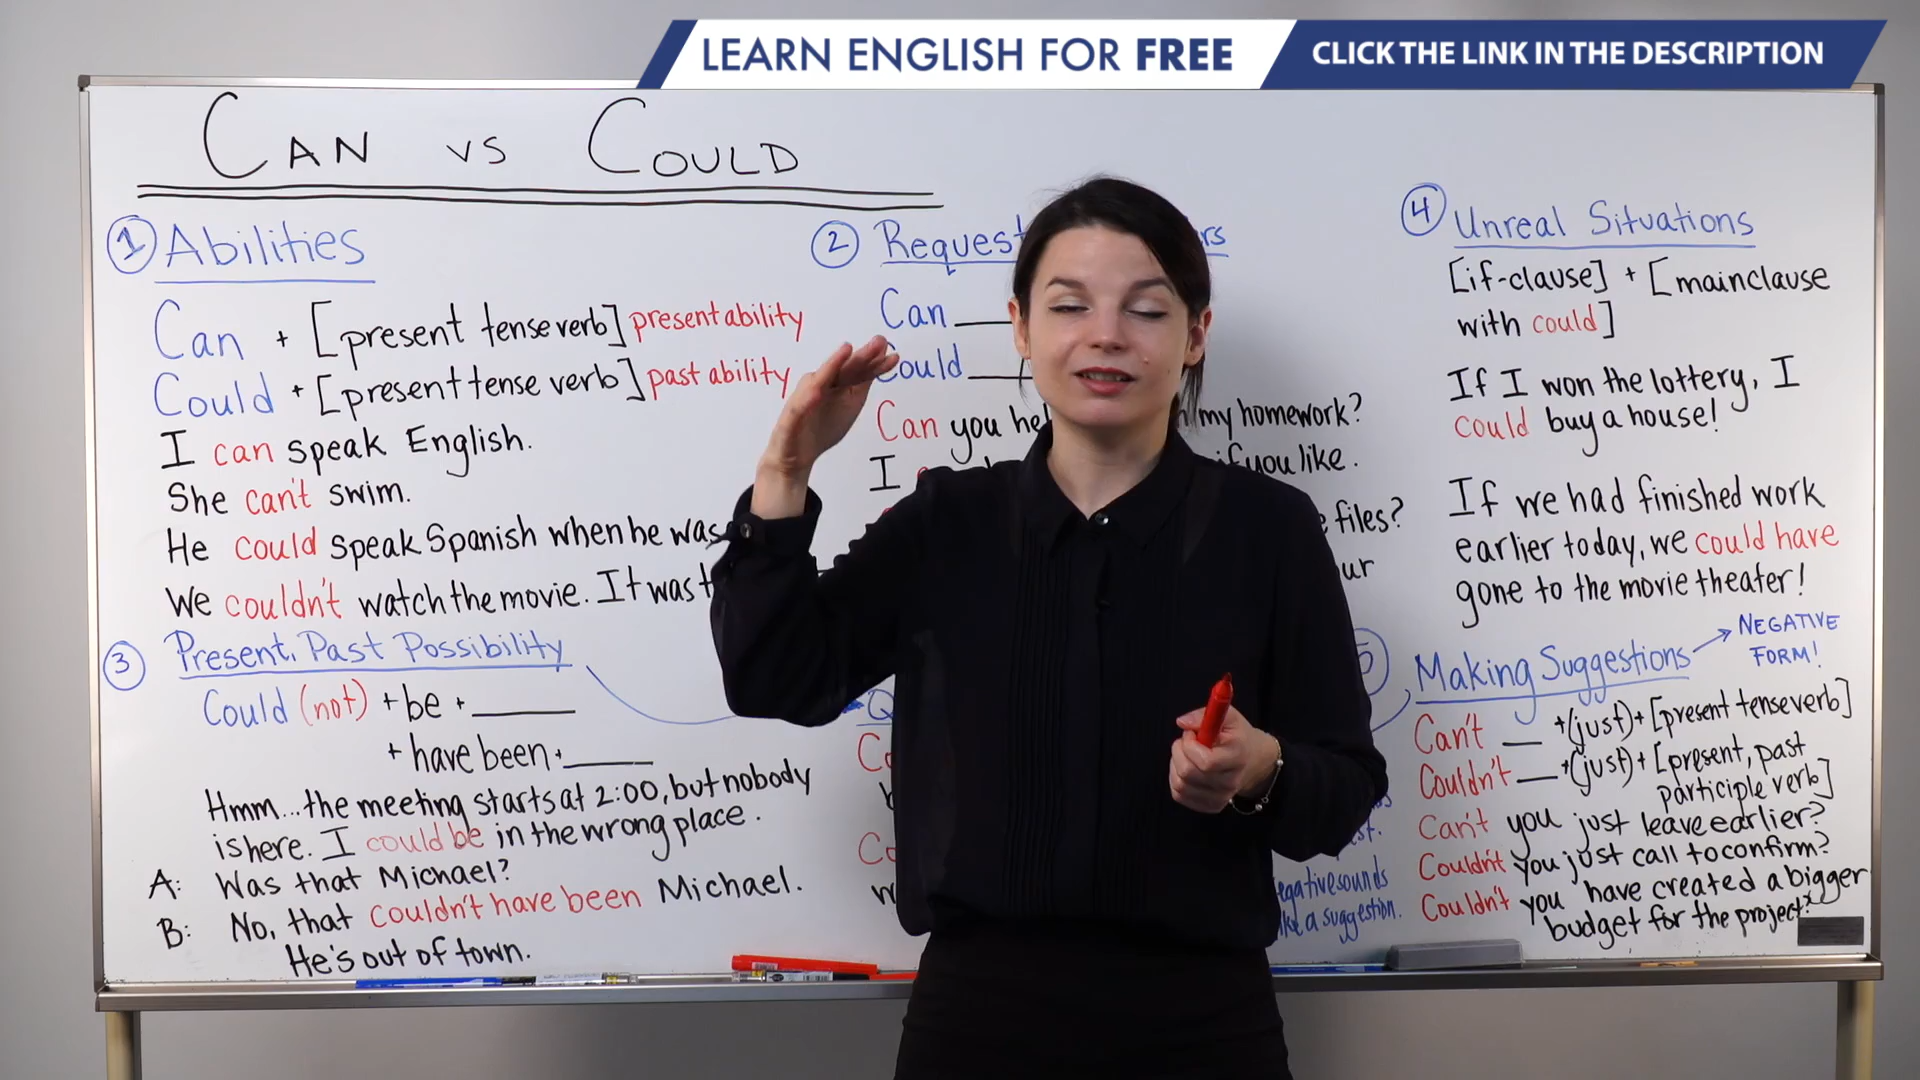 LEARN ENGLISH FOR FREE
CLICK THE LINK IN THE DESCRIPTION
CAN VS COULD
1 Abilities
Can + [present tense verb] present ability
Could + [present tense verb] past ability
I can speak English.
She can't swim.
He could speak Spanish when he was
We couldn't watch the movie. It was
2
Can ___
Could ___
Can you my homework?
I if you like.
files?
3 Present, Past Possibility
Could (not) + be + ___
+ have been + ___
Hmm... the meeting starts at 2:00, but nobody
is here. I could be in the wrong place.
A: Was that Michael?
B: No, that couldn't have been Michael.
He's out of town.
4 Unreal Situations
[if-clause] + [main clause
with could]
If I won the lottery, I
could buy a house!
If we had finished work
earlier today, we could have
gone to the movie theater!
5 Making Suggestions → NEGATIVE
FORM!
Can't __ + (just) + [present tense verb]
Couldn't __ + (just) + [present, past
participle verb]
Can't you just leave earlier?
Couldn't you just call to confirm?
Couldn't you have created a bigger
budget for the project?
sounds
a suggestion.